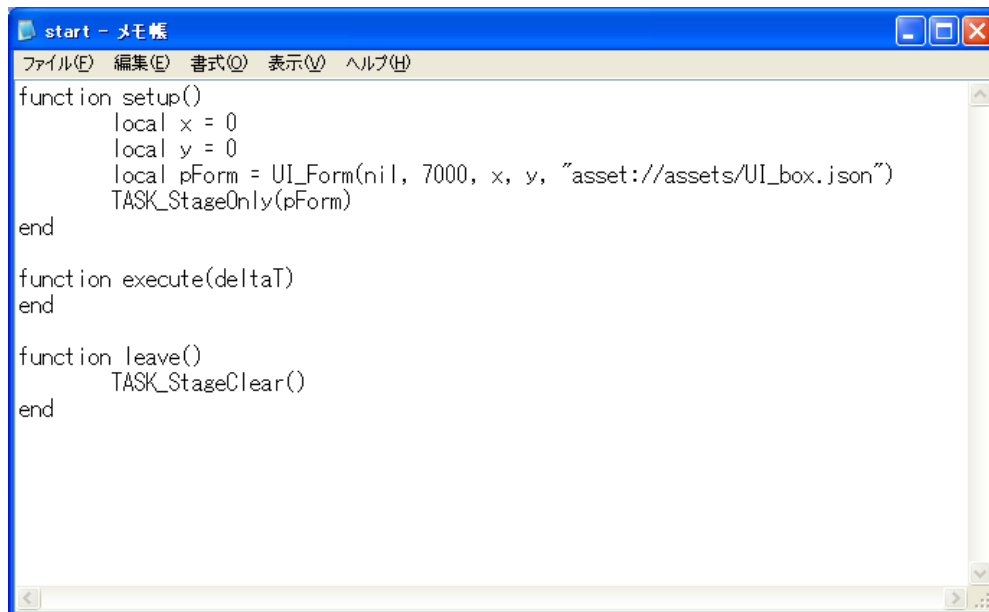 start - メモ帳
ファイル(F) 編集(E) 書式(O) 表示(V) ヘルプ(H)
function setup()
	local x = 0
	local y = 0
	local pForm = UI_Form(nil, 7000, x, y, "asset://assets/UI_box.json")
	TASK_StageOnly(pForm)
end

function execute(deltaT)
end

function leave()
	TASK_StageClear()
end